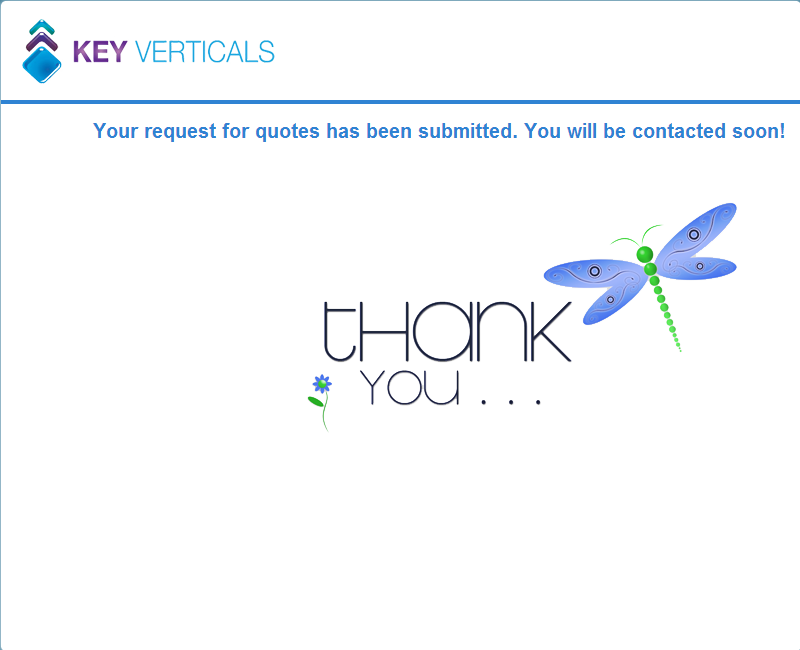 KEY VERTICALS
Your request for quotes has been submitted. You will be contacted soon!
THANK
YOU . . .